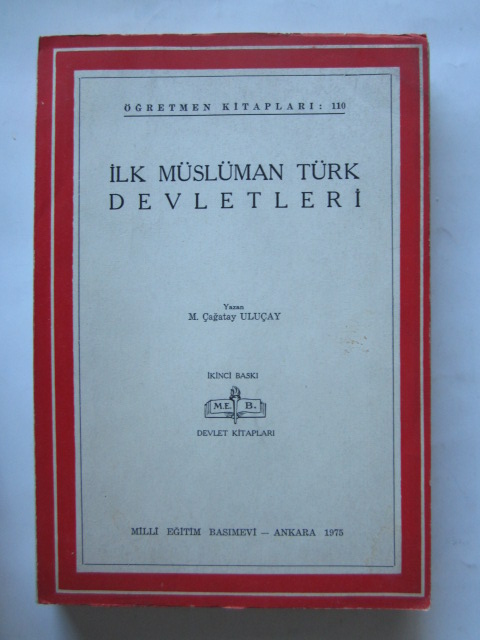 ÖĞRETMEN KİTAPLARI: 110
İLK MÜSLÜMAN TÜRK
DEVLETLERİ
Yazan
M. Çağatay ULUÇAY
İKİNCİ BASKI
M.E. B.
DEVLET KİTAPLARI
MİLLÎ EĞİTİM BASIMEVİ — ANKARA 1975